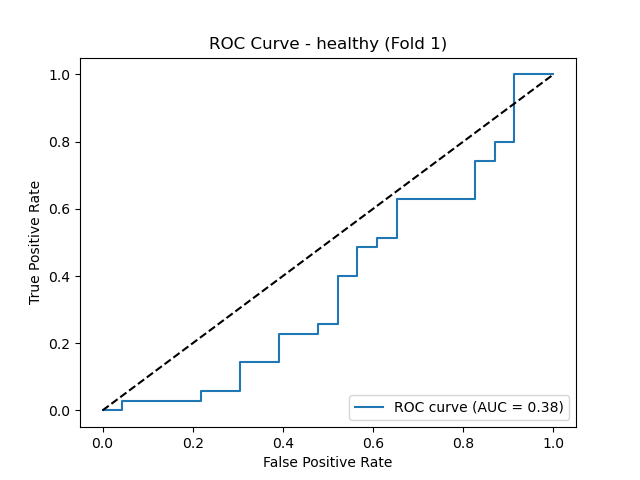 ROC Curve - healthy (Fold 1)
True Positive Rate
1.0
0.8
0.6
0.4
0.2
0.0
ROC curve (AUC = 0.38)
0.0 0.2 0.4 0.6 0.8 1.0
False Positive Rate